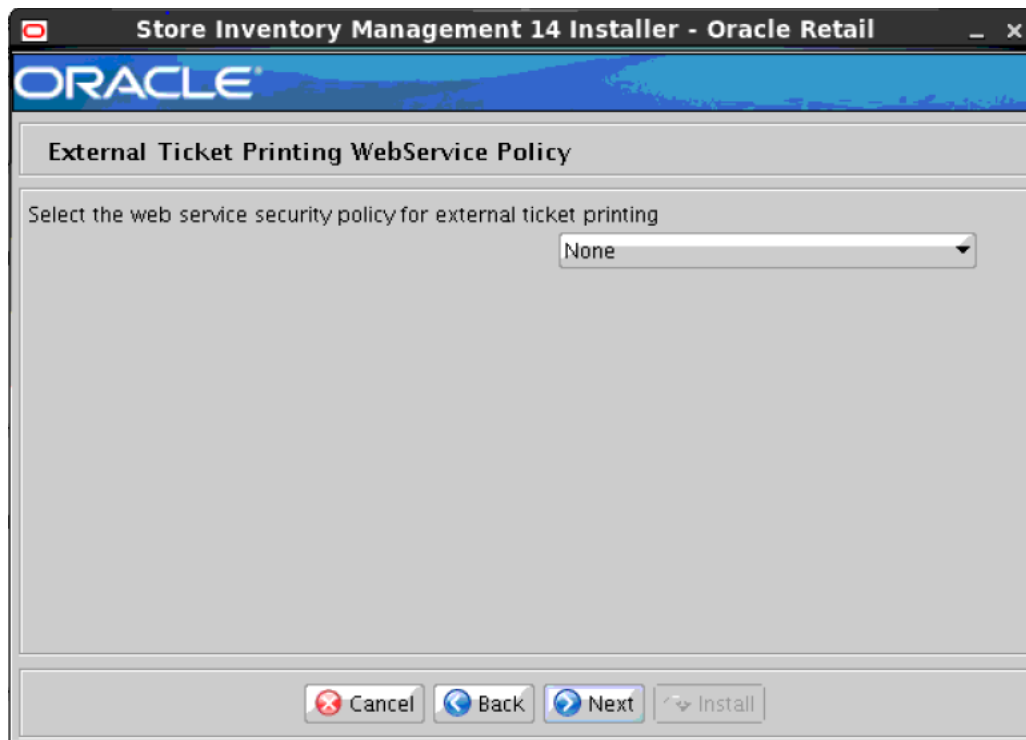 Store Inventory Management 14 Installer - Oracle Retail
ORACLE
External Ticket Printing WebService Policy
Select the web service security policy for external ticket printing
None
Cancel Back Next Install